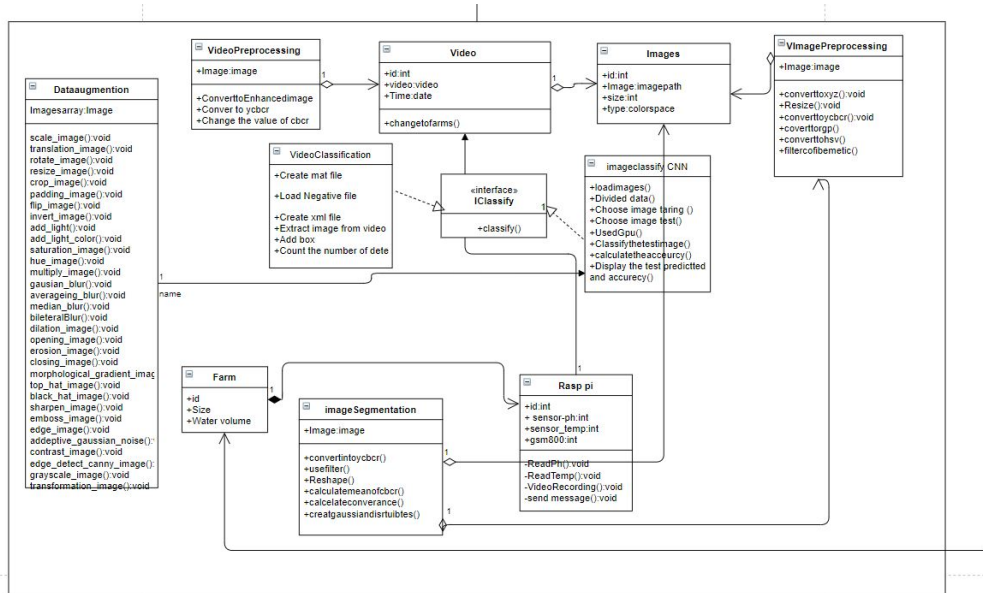 VideoPreprocessing
+Image:image
+ConverttoEnhancedimage
+Conver to ycbcr
+Change the value of cbcr
1
Video
+id:int
+video:video
+Time:date
+changetofarms()
1
Images
+id:int
+Image:imagepath
+size:int
+type:colorspace
VImagePreprocessing
+Image:image
+converttoxyz():void
+Resize():void
+converttoycbcr():void
+coverttorgp()
+converttohsv()
+filtercofibemetic()
1
Dataaugmention
Imagesarray:Image
scale_image():void
translation_image():void
rotate_image():void
resize_image():void
crop_image():void
padding_image():void
flip_image():void
invert_image():void
add_light():void
add_light_color():void
saturation_image():void
hue_image():void
multiply_image():void
gausian_blur():void
averageing_blur():void
median_blur():void
bileteralBlur():void
dilation_image():void
opening_image():void
erosion_image():void
closing_image():void
morphological_gradient_imag
top_hat_image():void
black_hat_image():void
sharpen_image():void
emboss_image():void
edge_image():void
addeptive_gaussian_noise():
contrast_image():void
edge_detect_canny_image():
grayscale_image():void
transformation_image():void
1
name
VideoClassification
+Create mat file
+Load Negative file
+Create xml file
+Extract image from video
+Add box
+Count the number of dete
«interface»
IClassify
+classify()
1
imageclassify CNN
+loadimages()
+Divided data()
+Choose image taring ()
+Choose image test()
+UsedGpu()
+Classifythetestimage()
+calculatetheacceurcy()
+Display the test predictted
and accurecy()
Farm
+id
+Size
+Water volume
1
imageSegmentation
+Image:image
+convertintoycbcr()
+usefilter()
+Reshape()
+calculatemeanofcbcr()
+calcelateconverance()
+creatgaussiandisrtuibtes()
1
1
1
Rasp pi
+id:int
+ sensor-ph:int
+sensor_temp:int
+gsm800:int
-ReadPh():void
-ReadTemp():void
-VideoRecording():void
-send message():void